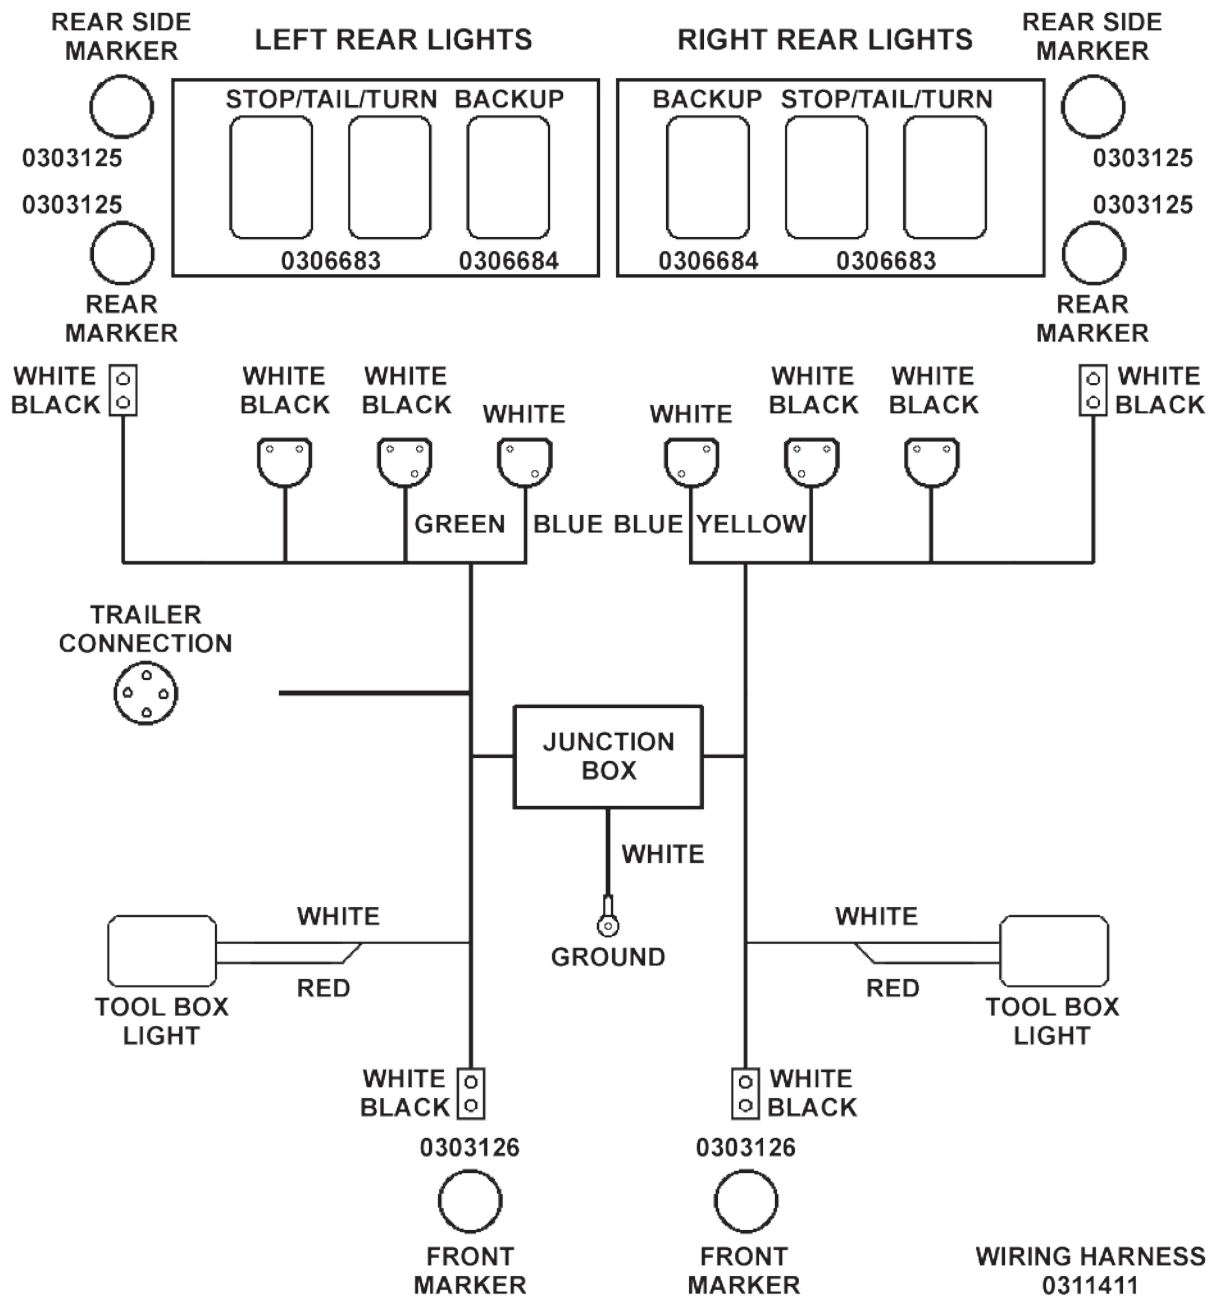 REAR SIDE
MARKER
LEFT REAR LIGHTS
RIGHT REAR LIGHTS
REAR SIDE
MARKER
STOP/TAIL/TURN BACKUP
BACKUP STOP/TAIL/TURN
0303125
0303125
0303125
0303125
0306683
0306684
0306684
0306683
REAR
MARKER
REAR
MARKER
WHITE
BLACK
WHITE
BLACK
WHITE
BLACK
WHITE
WHITE
WHITE
BLACK
WHITE
BLACK
WHITE
BLACK
GREEN
BLUE
BLUE
YELLOW
TRAILER
CONNECTION
JUNCTION
BOX
WHITE
GROUND
WHITE
RED
TOOL BOX
LIGHT
WHITE
RED
TOOL BOX
LIGHT
WHITE
BLACK
WHITE
BLACK
0303126
0303126
FRONT
MARKER
FRONT
MARKER
WIRING HARNESS
0311411